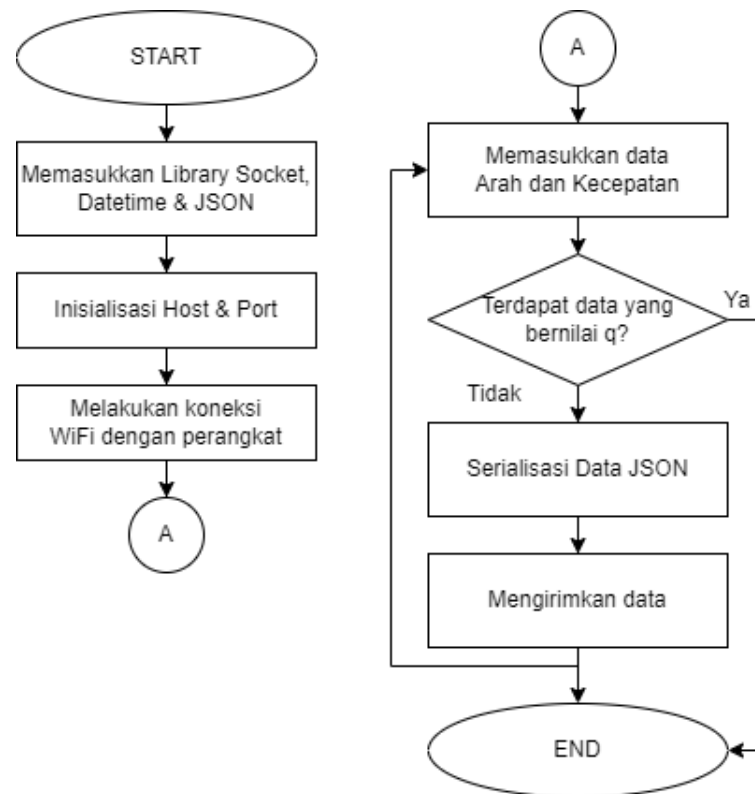 START
Memasukkan Library Socket,
Datetime & JSON
Inisialisasi Host & Port
Melakukan koneksi
WiFi dengan perangkat
A
A
Memasukkan data
Arah dan Kecepatan
Terdapat data yang
bernilai q?
Ya
Tidak
Serialisasi Data JSON
Mengirimkan data
END